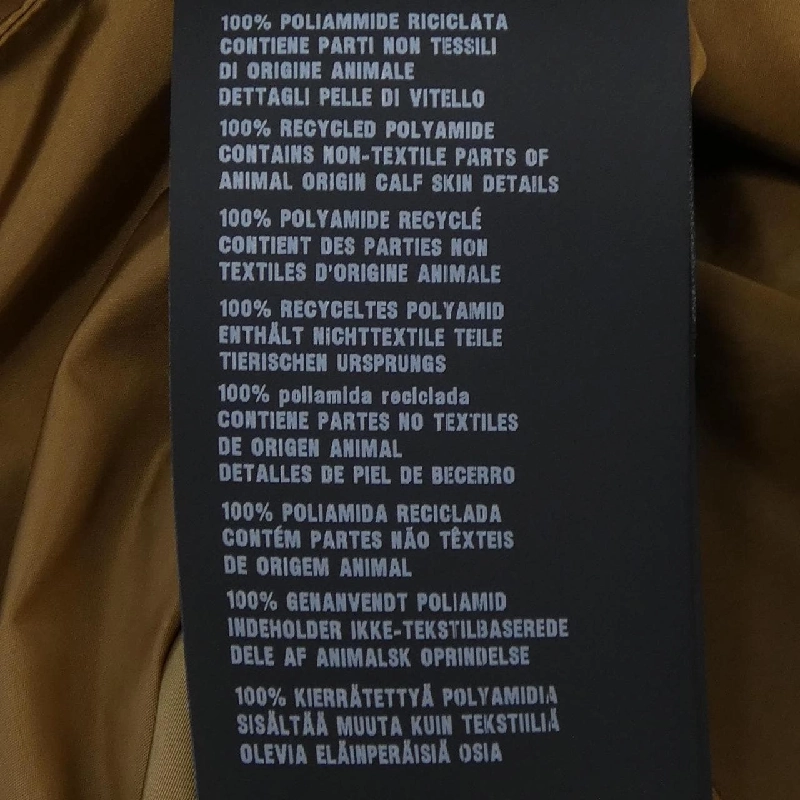 100% POLIAMMIDE RICICLATA
CONTIENE PARTI NON TESSILI
DI ORIGINE ANIMALE
DETTAGLI PELLE DI VITELLO
100% RECYCLED POLYAMIDE
CONTAINS NON-TEXTILE PARTS OF
ANIMAL ORIGIN CALF SKIN DETAILS
100% POLYAMIDE RECYCLÉ
CONTIENT DES PARTIES NON
TEXTILES D'ORIGINE ANIMALE
100% RECYCELTES POLYAMID
ENTHÄLT NICHTTEXTILE TEILE
TIERISCHEN URSPRUNGS
100% poliamida reciclada
CONTIENE PARTES NO TEXTILES
DE ORIGEN ANIMAL
DETALLES DE PIEL DE BECERRO
100% POLIAMIDA RECICLADA
CONTÉM PARTES NÃO TÊXTEIS
DE ORIGEM ANIMAL
100% GENANVENDT POLIAMID
INDEHOLDER IKKE-TEKSTILBASEREDE
DELE AF ANIMALSK OPRINDELSE
100% KIERRÄTETTYÄ POLYAMIDIA
SISÄLTÄÄ MUUTA KUIN TEKSTIILIÄ
OLEVIA ELÄINPERÄISIÄ OSIA